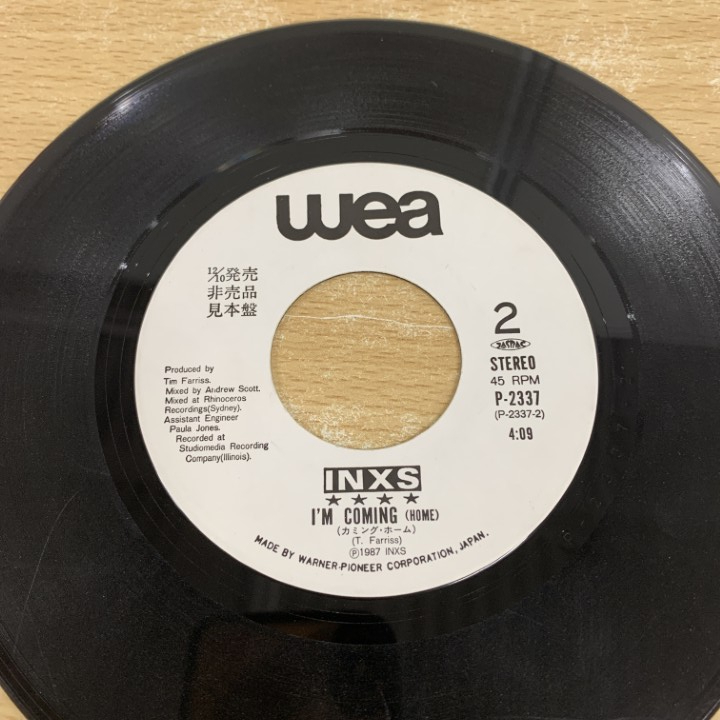 wea
12/10発売
非売品
見本盤
2
STEREO
45 RPM
P-2337
(P-2337-2)
4:09
Produced by
Tim Farriss.
Mixed by Andrew Scott.
Mixed at Rhinoceros
Recordings(Sydney).
Assistant Engineer
Paula Jones.
Recorded at
Studiomedia Recording
Company(Illinois).
INXS
★★★★
I'M COMING (HOME)
(カミング・ホーム)
(T. Farriss)
Ⓟ1987 INXS
MADE BY WARNER-PIONEER CORPORATION, JAPAN.